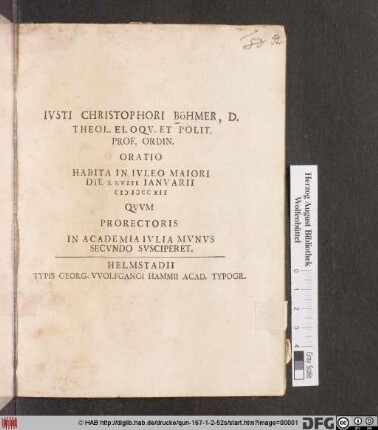 IVSTI CHRISTOPHORI BöHMER, D.
THEOL. ELOQV. ET POLIT.
PROF. ORDIN.
ORATIO
HABITA IN IVLEO MAIORI
DIE XXVIII IANVARII
CIↃIↃCCXII
QVVM
PRORECTORIS
IN ACADEMIA IVLIA MVNVS
SECVNDO SVSCIPERET.
HELMSTADII
TYPIS GEORG. VVOLFGANGI HAMMII ACAD. TYPOGR.
Herzog August Bibliothek
Wolfenbüttel
© HAB http://diglib.hab.de/drucke/qun-167-1-2-52s/start.htm?image=00001
DFG